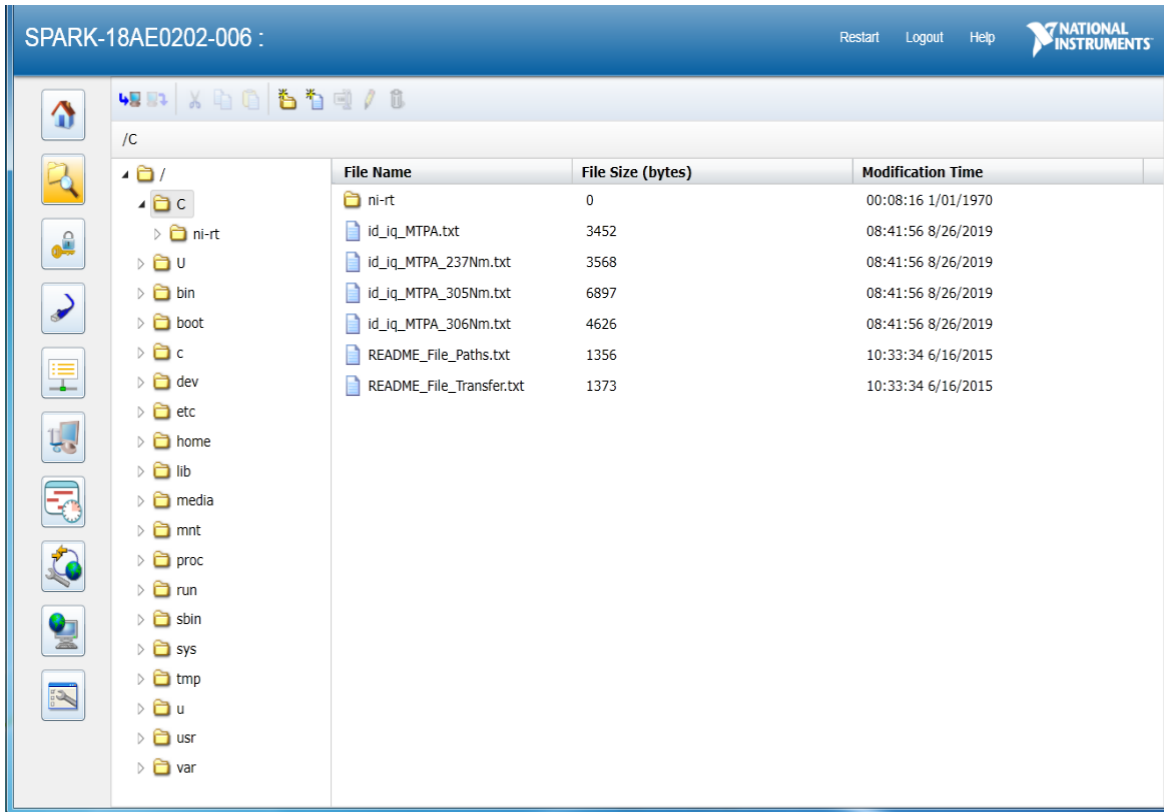 SPARK-18AE0202-006 :
Restart Logout Help NATIONAL INSTRUMENTS
/C
/
C
ni-rt
U
bin
boot
c
dev
etc
home
lib
media
mnt
proc
run
sbin
sys
tmp
u
usr
var
File Name File Size (bytes) Modification Time
ni-rt 0 00:08:16 1/01/1970
id_iq_MTPA.txt 3452 08:41:56 8/26/2019
id_iq_MTPA_237Nm.txt 3568 08:41:56 8/26/2019
id_iq_MTPA_305Nm.txt 6897 08:41:56 8/26/2019
id_iq_MTPA_306Nm.txt 4626 08:41:56 8/26/2019
README_File_Paths.txt 1356 10:33:34 6/16/2015
README_File_Transfer.txt 1373 10:33:34 6/16/2015